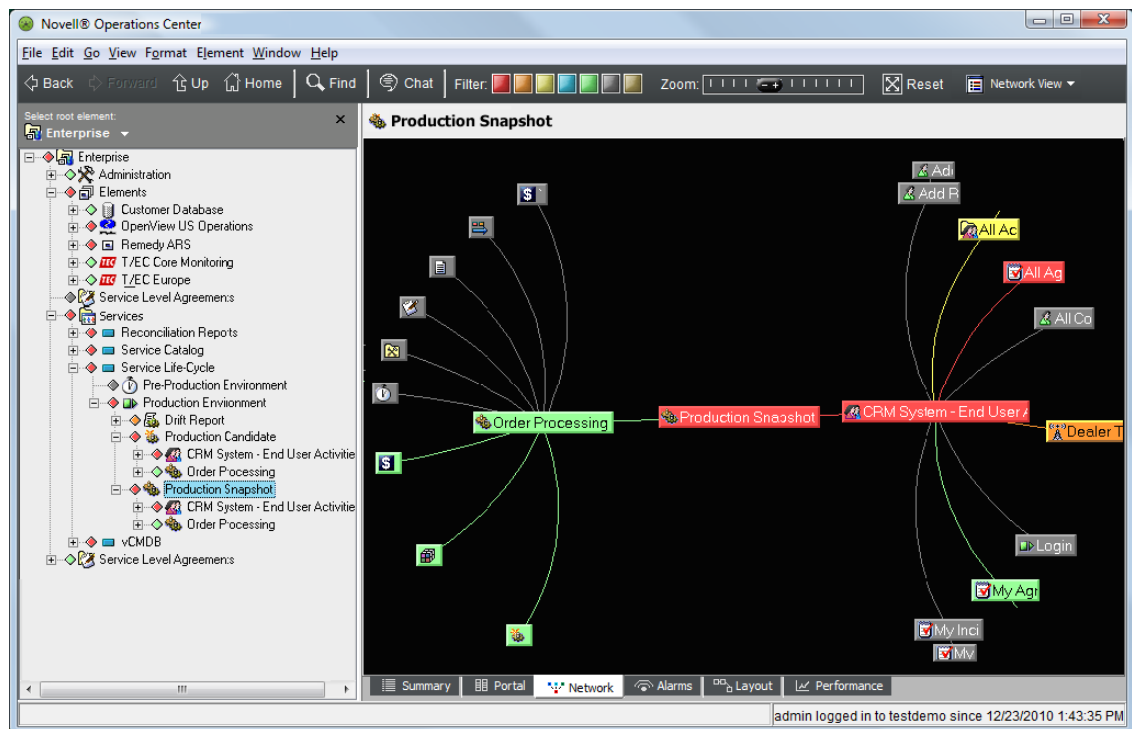 Novell® Operations Center
File Edit Go View Format Element Window Help
Back Forward Up Home Find Chat Filter: Zoom: Reset Network View
Select root element:
Enterprise
Production Snapshot
Enterprise
Administration
Elements
Customer Database
OpenView US Operations
Remedy ARS
T/EC Core Monitoring
T/EC Europe
Service Level Agreements
Services
Reconciliation Reports
Service Catalog
Service Life-Cycle
Pre-Production Environment
Production Environment
Drift Report
Production Candidate
CRM System - End User Activitie
Order Processing
Production Snapshot
CRM System - End User Activitie
Order Processing
vCMDB
Service Level Agreements
Adi
Add R
All Ac
All Ag
All Co
Order Processing
Production Snapshot
CRM System - End User A
Dealer T
Login
My Agr
My Inci
My
Summary Portal Network Alarms Layout Performance
admin logged in to testdemo since 12/23/2010 1:43:35 PM